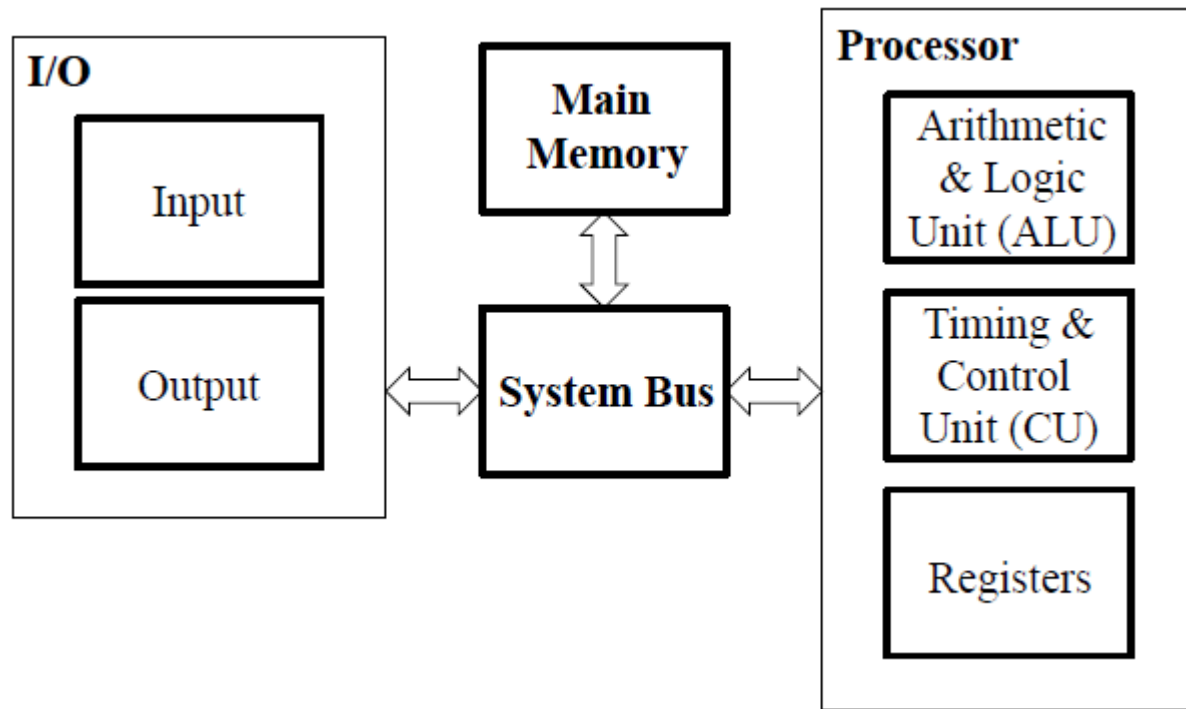 I/O
Input
Output
Main
Memory
System Bus
Processor
Arithmetic
& Logic
Unit (ALU)
Timing &
Control
Unit (CU)
Registers